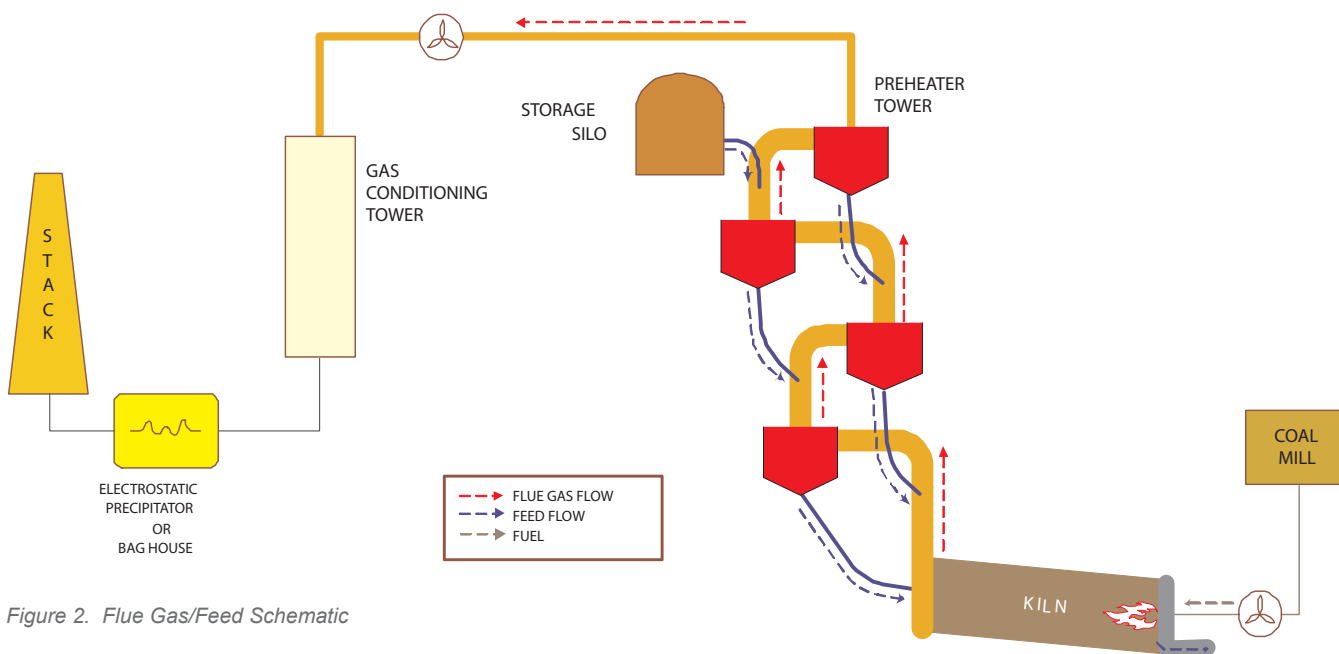 PREHEATER
TOWER
STORAGE
SILO
GAS
CONDITIONING
TOWER
S
T
A
C
K
COAL
MILL
ELECTROSTATIC
PRECIPITATOR
OR
BAG HOUSE
FLUE GAS FLOW
FEED FLOW
FUEL
KILN
Figure 2. Flue Gas/Feed Schematic